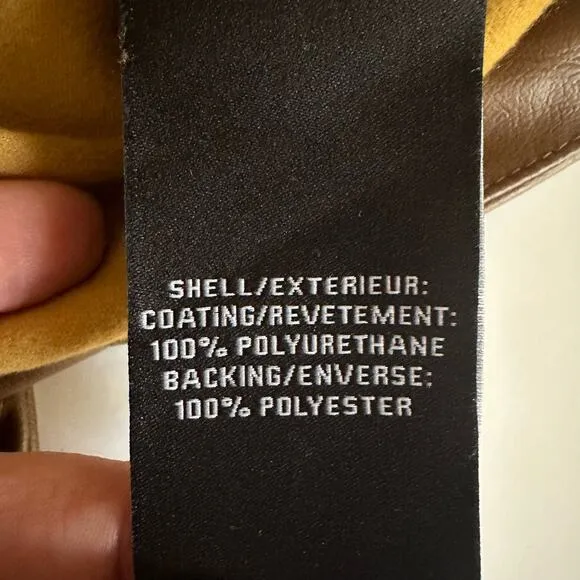 SHELL/EXTERIEUR:
COATING/REVETEMENT:
100% POLYURETHANE
BACKING/ENVERSE:
100% POLYESTER